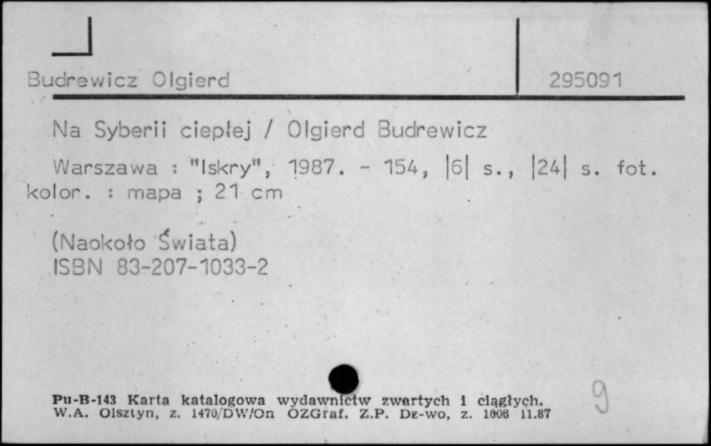 Budrewicz Olgierd 295091
Na Syberii ciepłej / Olgierd Budrewicz
Warszawa : "Iskry", 1987. - 154, |6| s., |24| s. fot.
kolor. : mapa ; 21 cm
(Naokoło Świata)
ISBN 83-207-1033-2
Pu-B-143 Karta katalogowa wydawnictw zwartych i ciągłych.
W.A. Olsztyn, z. 1470/DW/On OZGraf. Z.P. Dz-wo, z. 1006 11.87
9